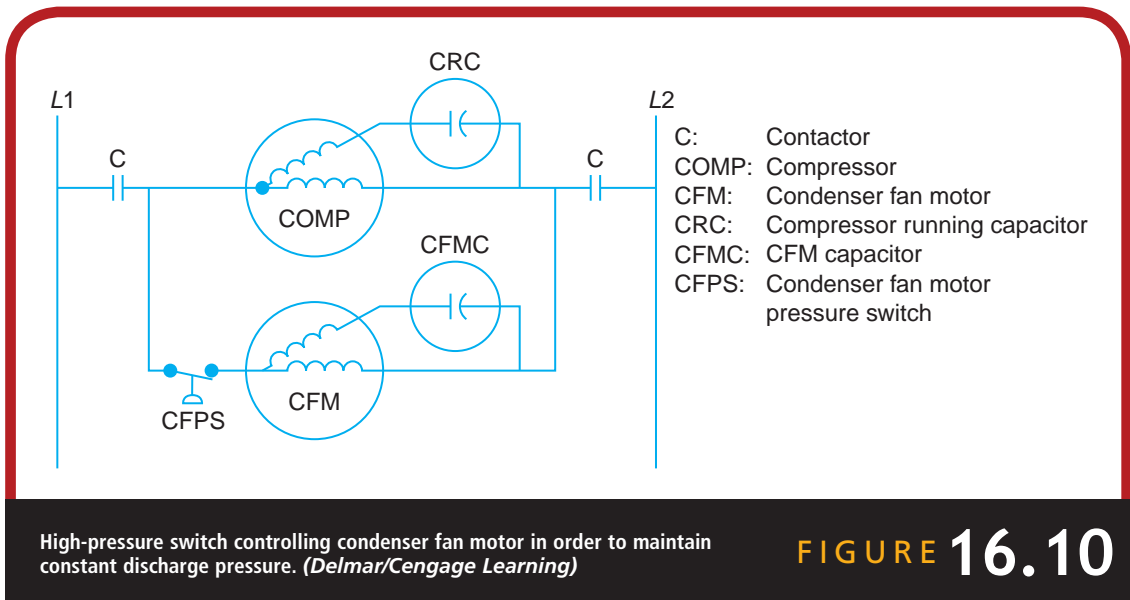 CRC
L1
L2
C
C
COMP
CFMC
CFM
CFPS
C: Contactor
COMP: Compressor
CFM: Condenser fan motor
CRC: Compressor running capacitor
CFMC: CFM capacitor
CFPS: Condenser fan motor
pressure switch
High-pressure switch controlling condenser fan motor in order to maintain
constant discharge pressure. (Delmar/Cengage Learning)
FIGURE 16.10